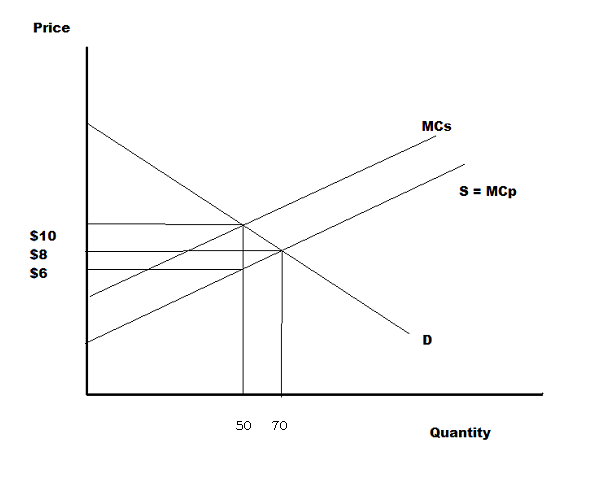 Price
MCs
S = MCp
$10
$8
$6
D
50 70
Quantity